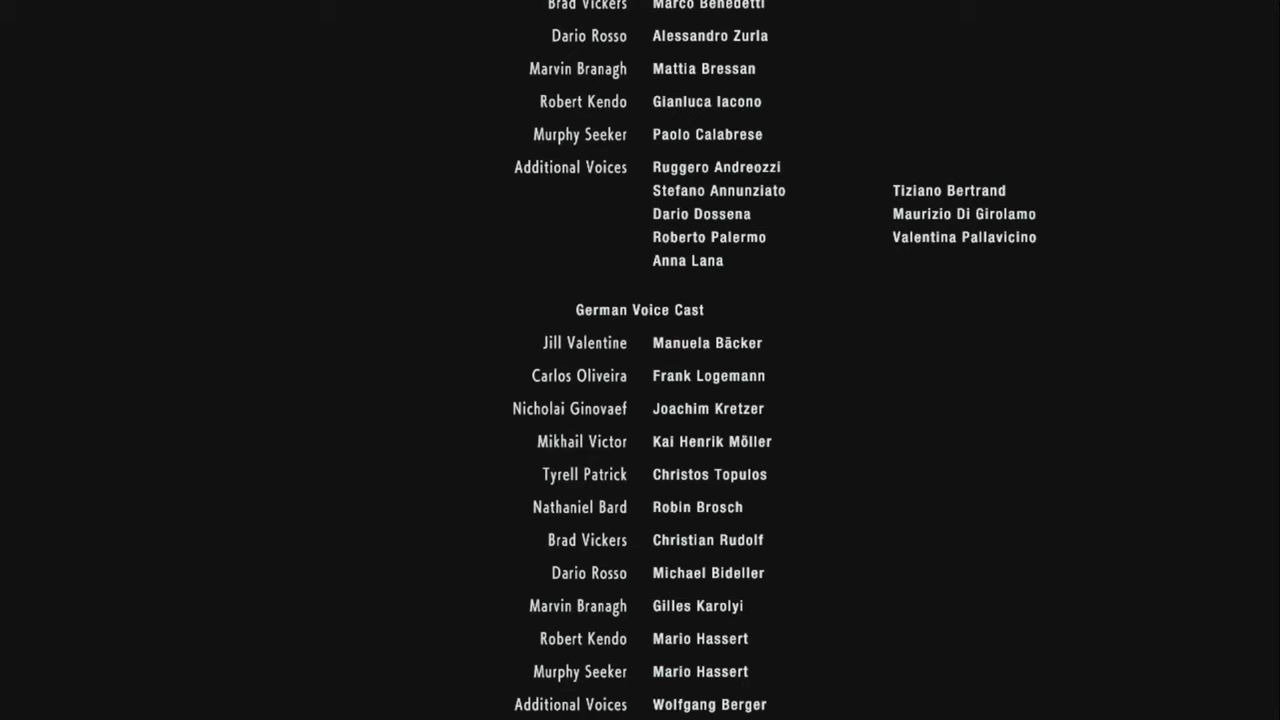 Brad Vickers Marco Benedetti
Dario Rosso Alessandro Zurla
Marvin Branagh Mattia Bressan
Robert Kendo Gianluca Iacono
Murphy Seeker Paolo Calabrese
Additional Voices Ruggero Andreozzi
Stefano Annunziato Tiziano Bertrand
Dario Dossena Maurizio Di Girolamo
Roberto Palermo Valentina Pallavicino
Anna Lana
German Voice Cast
Jill Valentine Manuela Bäcker
Carlos Oliveira Frank Logemann
Nicholai Ginovaef Joachim Kretzer
Mikhail Victor Kai Henrik Möller
Tyrell Patrick Christos Topulos
Nathaniel Bard Robin Brosch
Brad Vickers Christian Rudolf
Dario Rosso Michael Bideller
Marvin Branagh Gilles Karolyi
Robert Kendo Mario Hassert
Murphy Seeker Mario Hassert
Additional Voices Wolfgang Berger